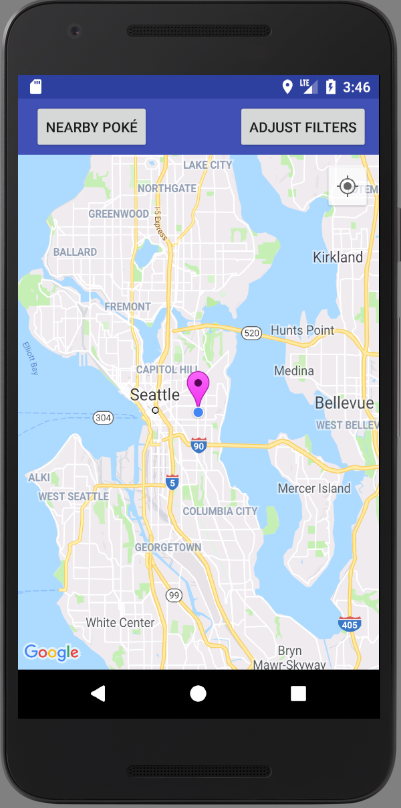 LTE 3:46
NEARBY POKÉ
ADJUST FILTERS
LAKE CITY
NORTHGATE
I-5 Express
GREENWOOD
BALLARD
Kirkland
FREMONT
520
Hunts Point
Elliott Bay
CAPITOL HILL
Medina
Seattle
Bellevue
304
WEST BELLEV
90
ALKI
5
Mercer Island
WEST SEATTLE
COLUMBIA CITY
GEORGETOWN
99
White Center
405
Google
Bryn
Mawr-Skyway